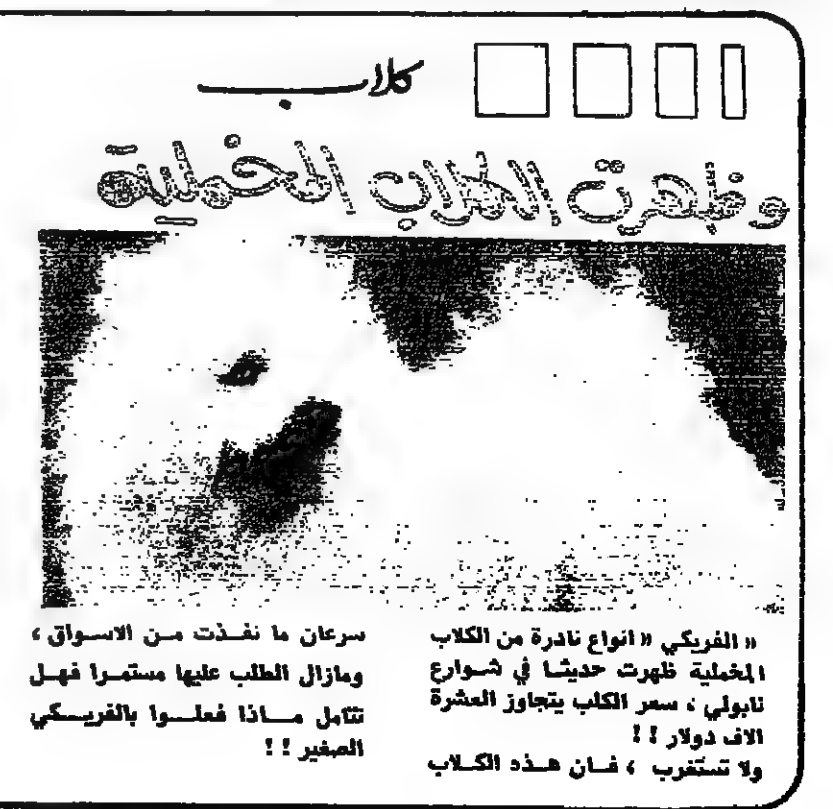 كلاب
وظهرت الكلاب المخملية
« الفريكي « انواع نادرة من الكلاب
المخملية ظهرت حديثا في شوارع
نابولي ، سعر الكلب يتجاوز العشرة
الاف دولار ! !
ولا تستغرب ، فان هذه الكلاب
سرعان ما نفذت من الاسواق ،
ومازال الطلب عليها مستمرا فهل
نتامل ماذا فعلوا بالفريكي
الصغير ! !